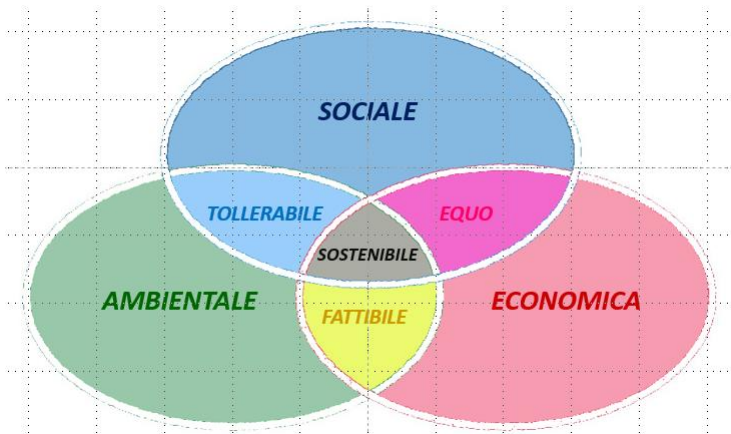 SOCIALE
TOLLERABILE
EQUO
SOSTENIBILE
AMBIENTALE
ECONOMICA
FATTIBILE